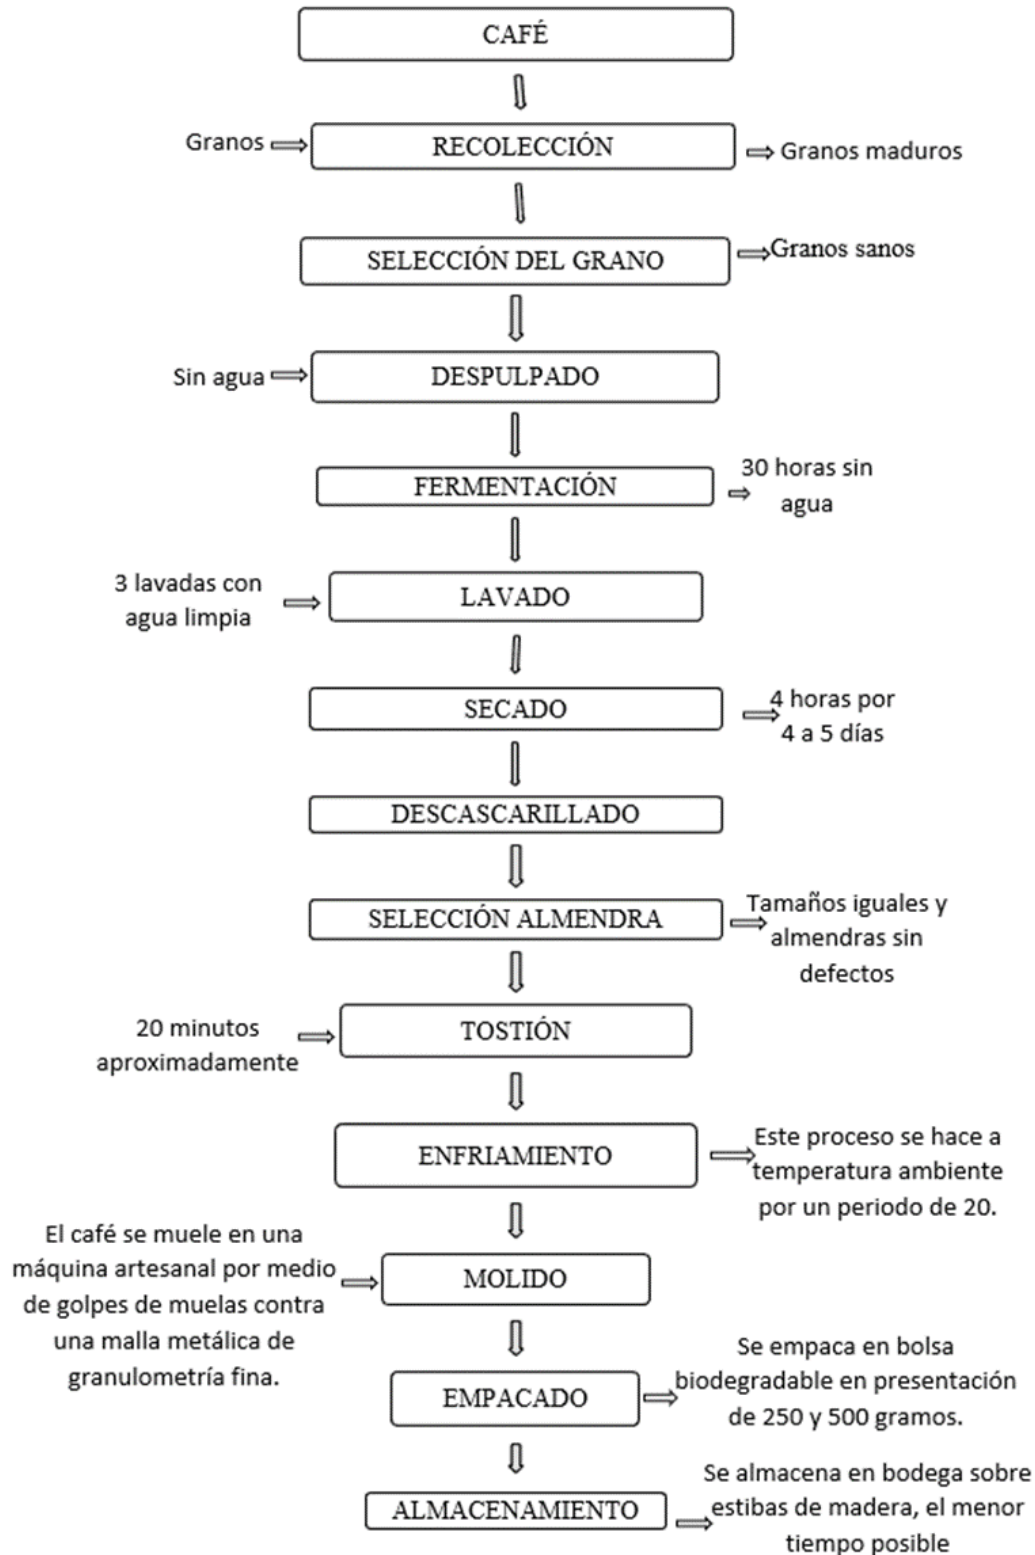 CAFÉ
Granos
RECOLECCIÓN
Granos maduros
SELECCIÓN DEL GRANO
Granos sanos
Sin agua
DESPULPADO
FERMENTACIÓN
30 horas sin
agua
3 lavadas con
agua limpia
LAVADO
SECADO
4 horas por
4 a 5 días
DESCASCARILLADO
SELECCIÓN ALMENDRA
Tamaños iguales y
almendras sin
defectos
20 minutos
aproximadamente
TOSTIÓN
ENFRIAMIENTO
Este proceso se hace a
temperatura ambiente
por un periodo de 20.
El café se muele en una
máquina artesanal por medio
de golpes de muelas contra
una malla metálica de
granulometría fina.
MOLIDO
EMPACADO
Se empaca en bolsa
biodegradable en presentación
de 250 y 500 gramos.
ALMACENAMIENTO
Se almacena en bodega sobre
estibas de madera, el menor
tiempo posible